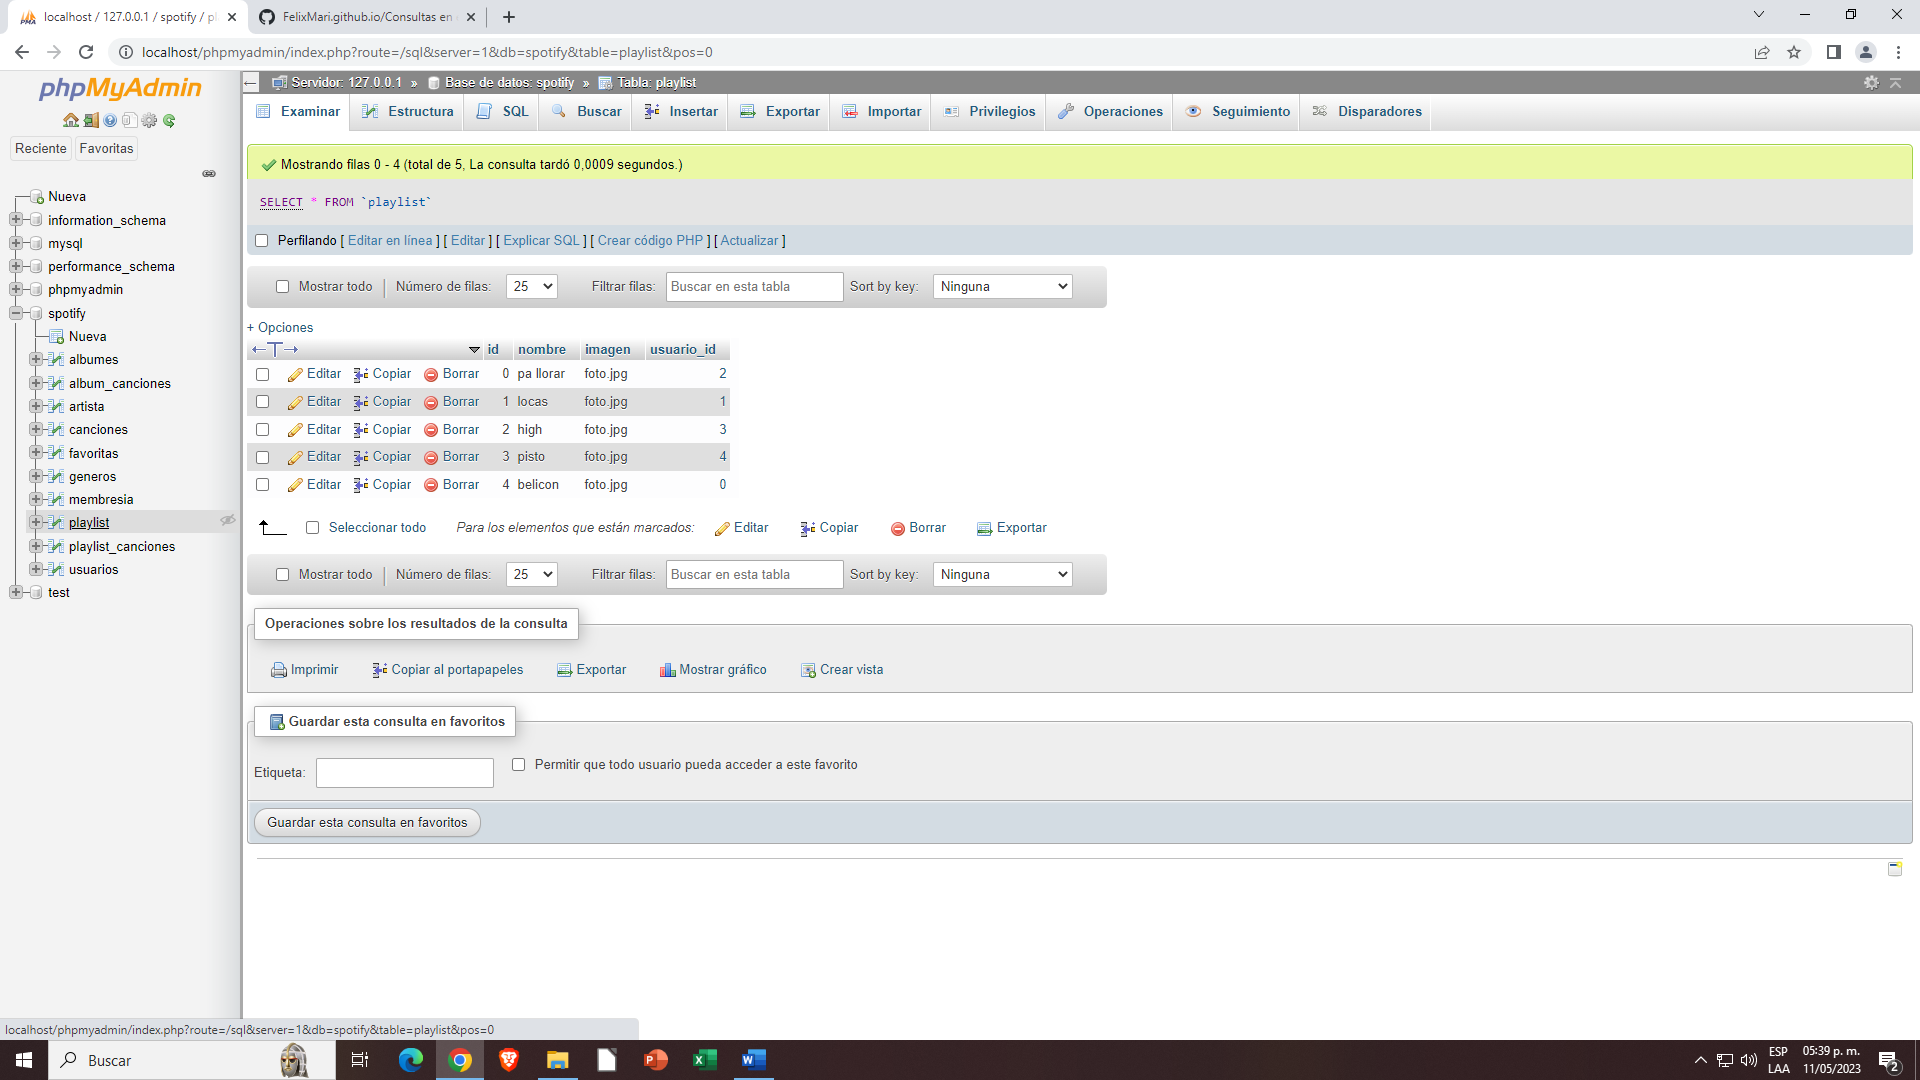 localhost / 127.0.0.1 / spotify / pl
FelixMari.github.io/Consultas en
localhost/phpmyadmin/index.php?route=/sql&server=1&db=spotify&table=playlist&pos=0
phpMyAdmin
Reciente Favoritas
Nueva
information_schema
mysql
performance_schema
phpmyadmin
spotify
Nueva
albumes
album_canciones
artista
canciones
favoritas
generos
membresia
playlist
playlist_canciones
usuarios
test
Servidor: 127.0.0.1 » Base de datos: spotify » Tabla: playlist
Examinar Estructura SQL Buscar Insertar Exportar Importar Privilegios Operaciones Seguimiento Disparadores
Mostrando filas 0 - 4 (total de 5, La consulta tardó 0,0009 segundos.)
SELECT * FROM `playlist`
Perfilando [ Editar en línea ] [ Editar ] [ Explicar SQL ] [ Crear código PHP ] [ Actualizar ]
Mostrar todo Número de filas: 25 Filtrar filas: Buscar en esta tabla Sort by key: Ninguna
+ Opciones
←T→ id nombre imagen usuario_id
Editar Copiar Borrar 0 pa llorar foto.jpg 2
Editar Copiar Borrar 1 locas foto.jpg 1
Editar Copiar Borrar 2 high foto.jpg 3
Editar Copiar Borrar 3 pisto foto.jpg 4
Editar Copiar Borrar 4 belicon foto.jpg 0
Seleccionar todo Para los elementos que están marcados: Editar Copiar Borrar Exportar
Mostrar todo Número de filas: 25 Filtrar filas: Buscar en esta tabla Sort by key: Ninguna
Operaciones sobre los resultados de la consulta
Imprimir Copiar al portapapeles Exportar Mostrar gráfico Crear vista
Guardar esta consulta en favoritos
Etiqueta: Permitir que todo usuario pueda acceder a este favorito
Guardar esta consulta en favoritos
localhost/phpmyadmin/index.php?route=/sql&server=1&db=spotify&table=playlist&pos=0
Buscar
ESP
LAA
05:39 p. m.
11/05/2023
2